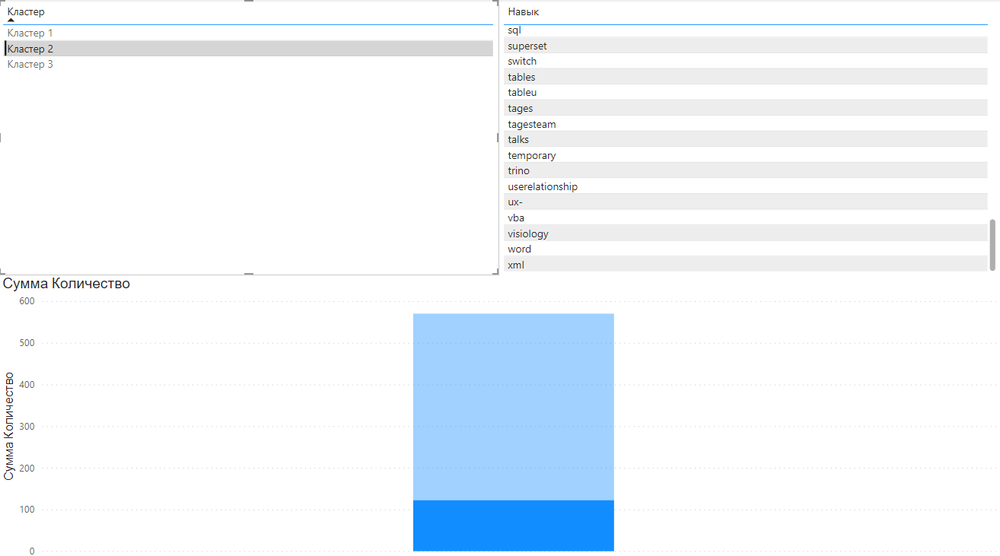 Кластер
Кластер 1
Кластер 2
Кластер 3
Навык
sql
superset
switch
tables
tableu
tages
tagesteam
talks
temporary
trino
userelationship
ux-
vba
visiology
word
xml
Сумма Количество
Сумма Количество
600
500
400
300
200
100
0